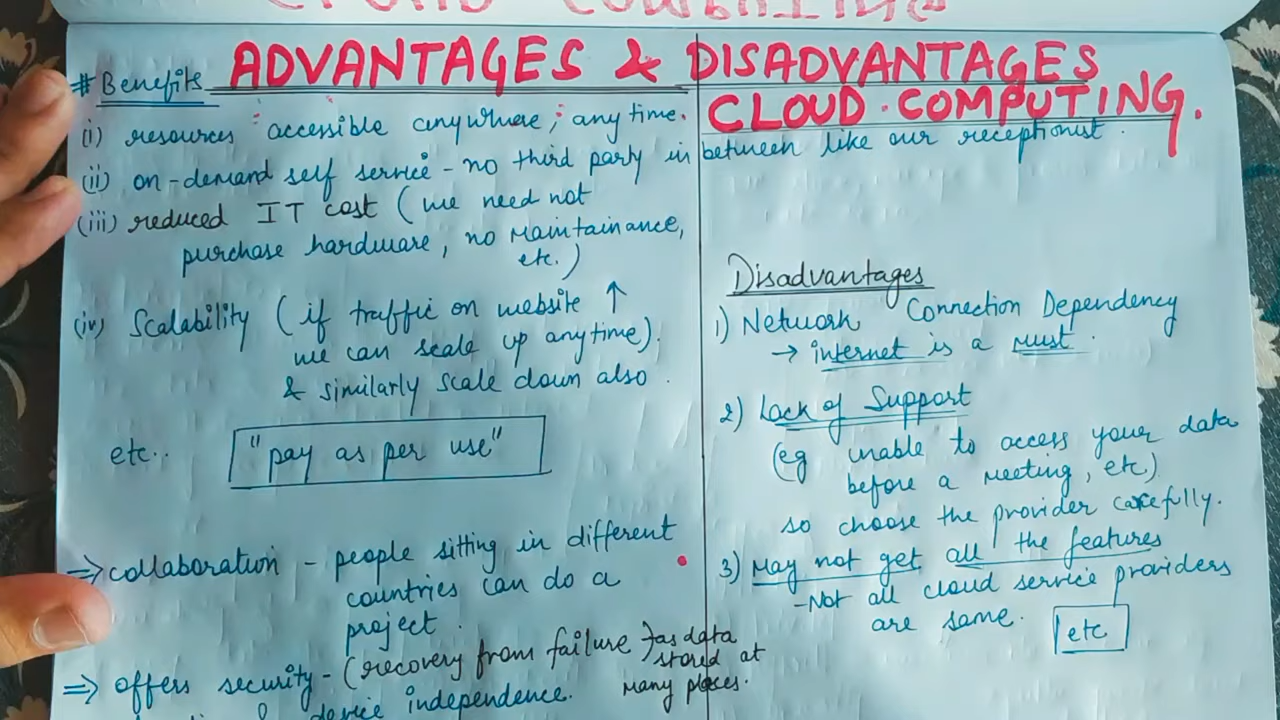 CLOUD COMPUTING
ADVANTAGES & DISADVANTAGES
CLOUD COMPUTING.
# Benefits
(i) resources accessible anywhere, any time.
(ii) on-demand self service - no third party in between like our receptionist.
(iii) reduced IT cost (we need not
purchase hardware, no maintainance,
etc.)
(iv) Scalability (if traffic on website ↑
we can scale up anytime).
& similarly scale down also.
etc..
"pay as per use"
⇒ collaboration - people sitting in different
countries can do a
project.
⇒ offers security - (recovery from failure) as data
stored at
many places.
device independence.
Disadvantages
1) Network Connection Dependency
→ internet is a must.
2) Lack of Support
(eg unable to access your data
before a meeting, etc)
so choose the provider carefully.
3) May not get all the features
- Not all cloud service providers
are same.
etc